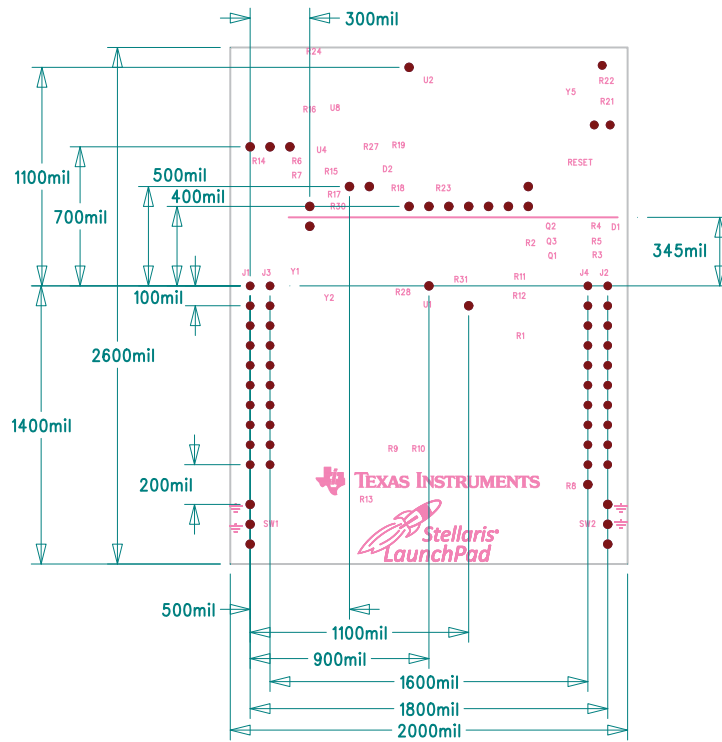 300mil
R24
U2
R22
Y5
R21
R16
U8
1100mil
U4
R27
R19
R14
R6
RESET
500mil
R7
R15
D2
700mil
400mil
R17
R18
R23
R30
Q2
R4
D1
R2
Q3
R5
345mil
Q1
R3
J1
J3
Y1
R31
R11
J4
J2
100mil
Y2
R28
R12
U1
R1
2600mil
1400mil
R9
R10
200mil
TEXAS INSTRUMENTS
R8
R13
SW1
Stellaris®
SW2
LaunchPad
500mil
1100mil
900mil
1600mil
1800mil
2000mil